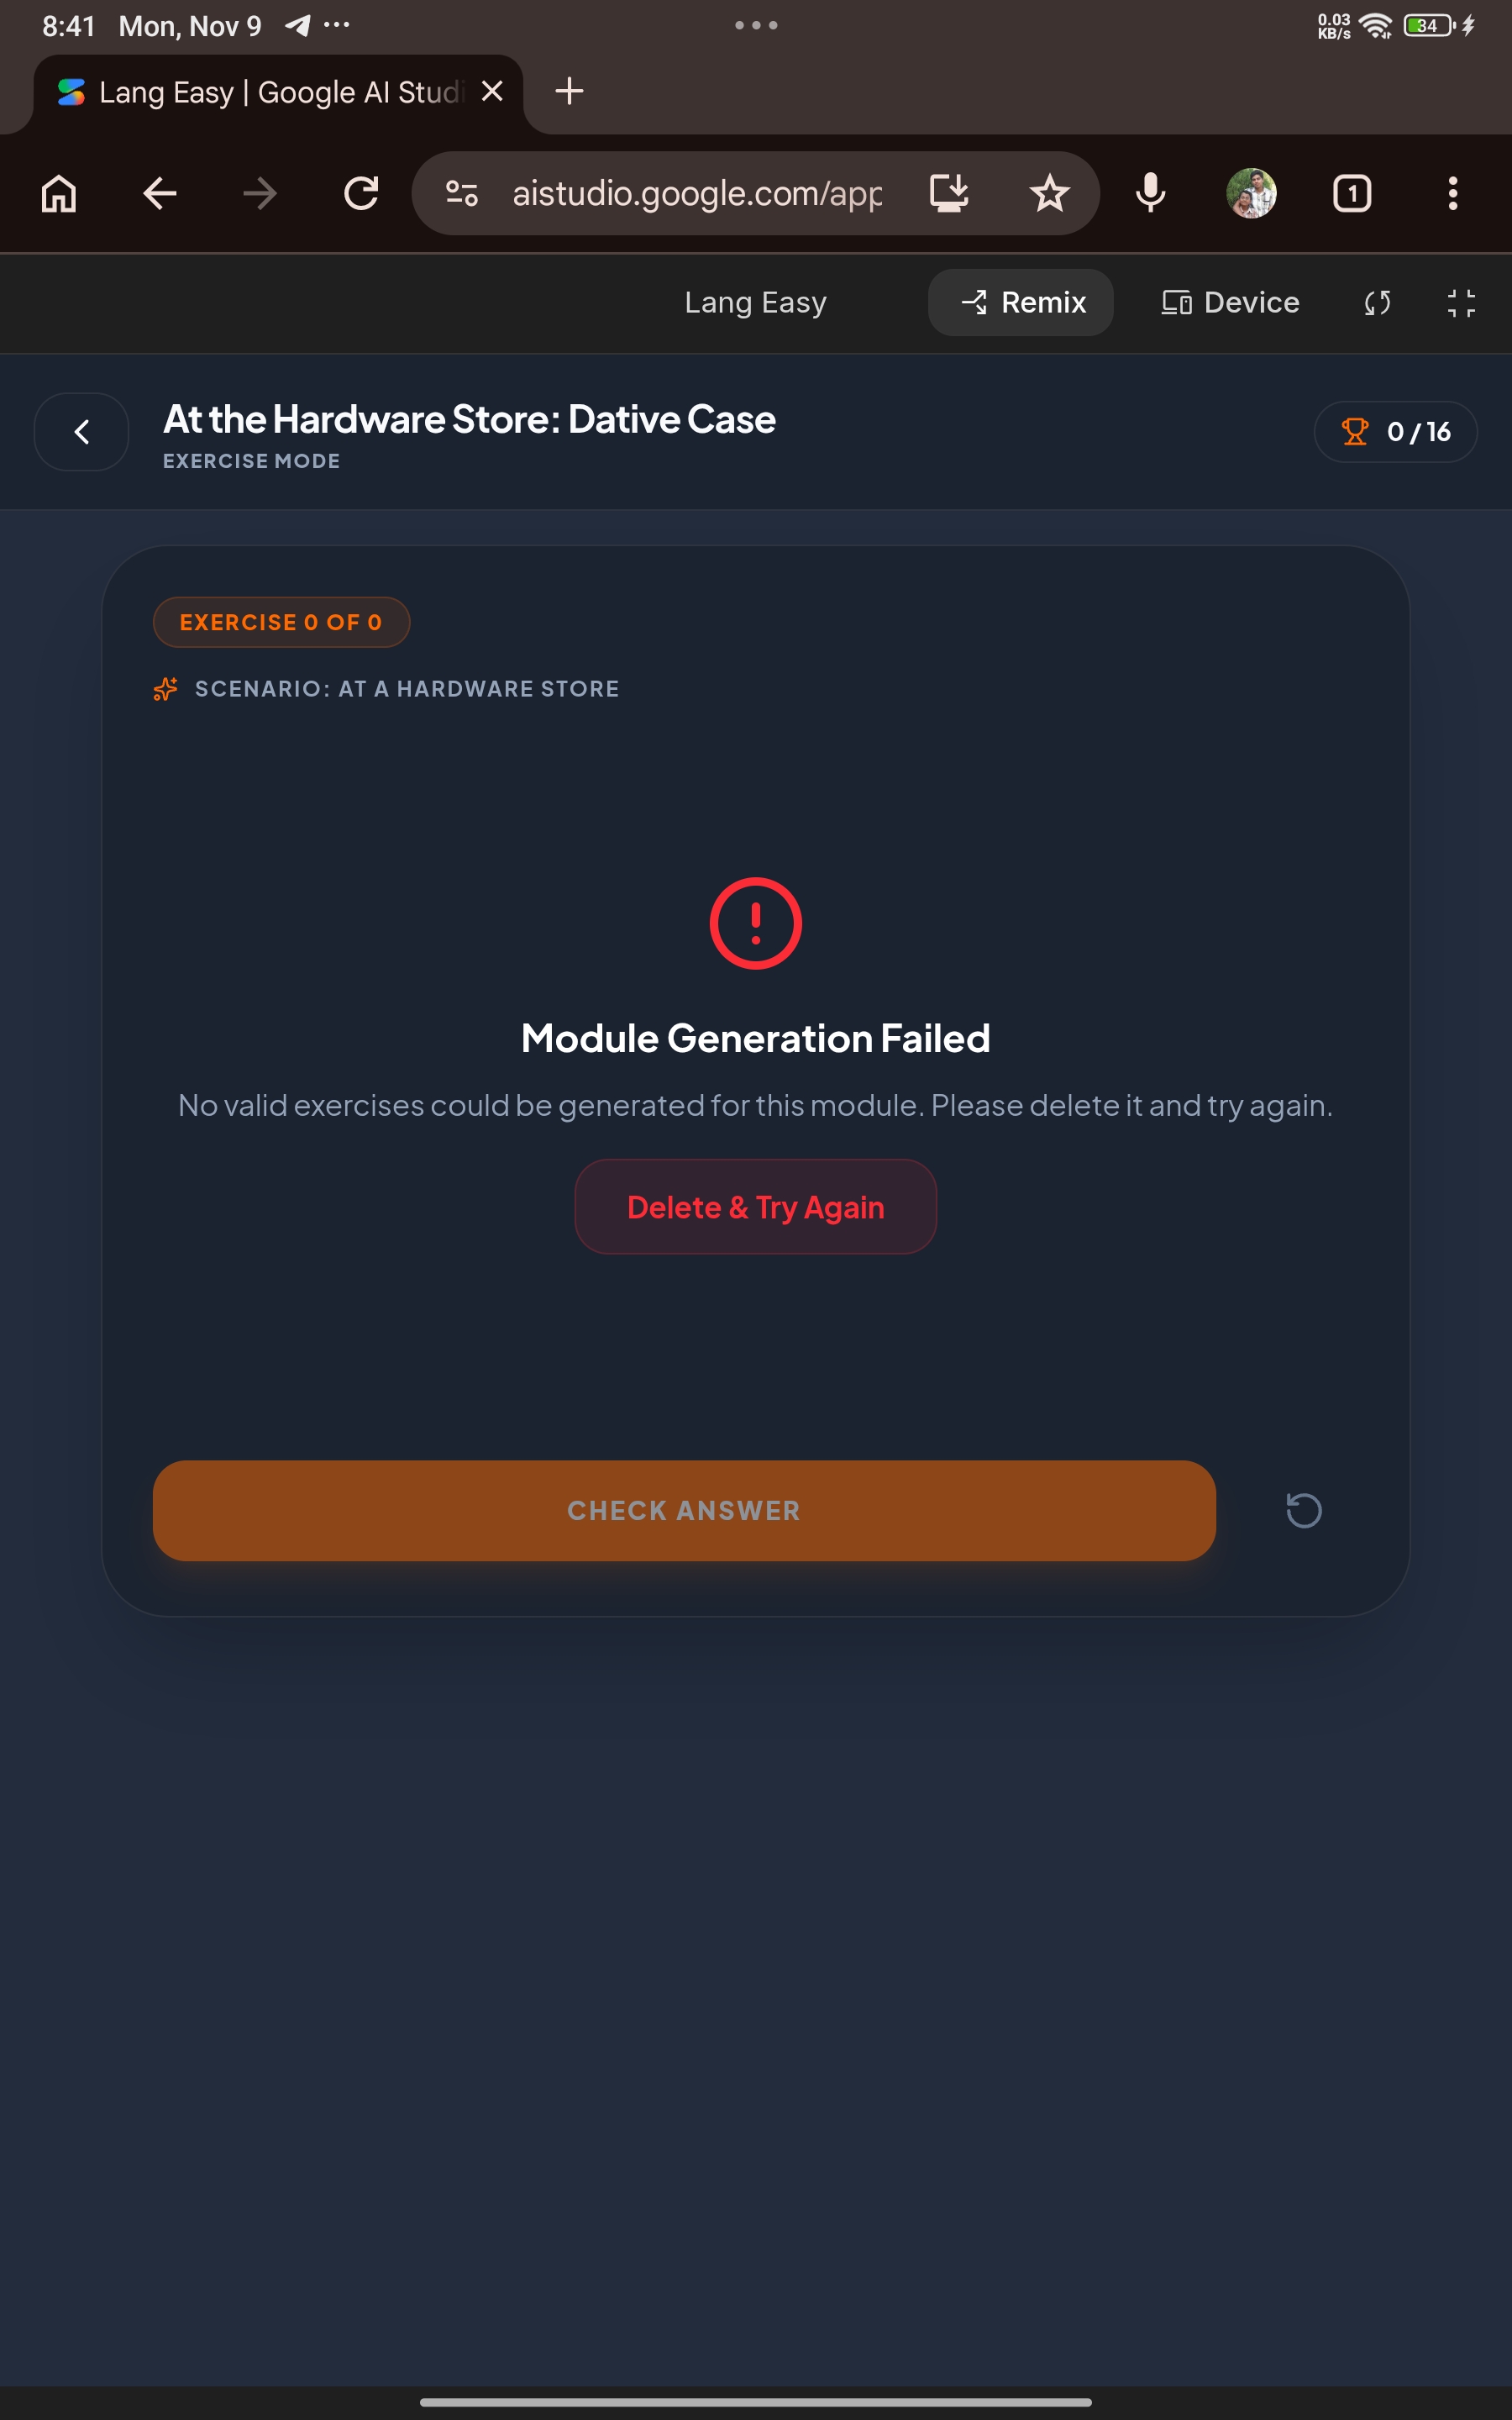 8:41 Mon, Nov 9
0.03
KB/s
34
Lang Easy | Google AI Studi
aistudio.google.com/app
1
Lang Easy
Remix
Device
At the Hardware Store: Dative Case
EXERCISE MODE
0 / 16
EXERCISE 0 OF 0
SCENARIO: AT A HARDWARE STORE
Module Generation Failed
No valid exercises could be generated for this module. Please delete it and try again.
Delete & Try Again
CHECK ANSWER